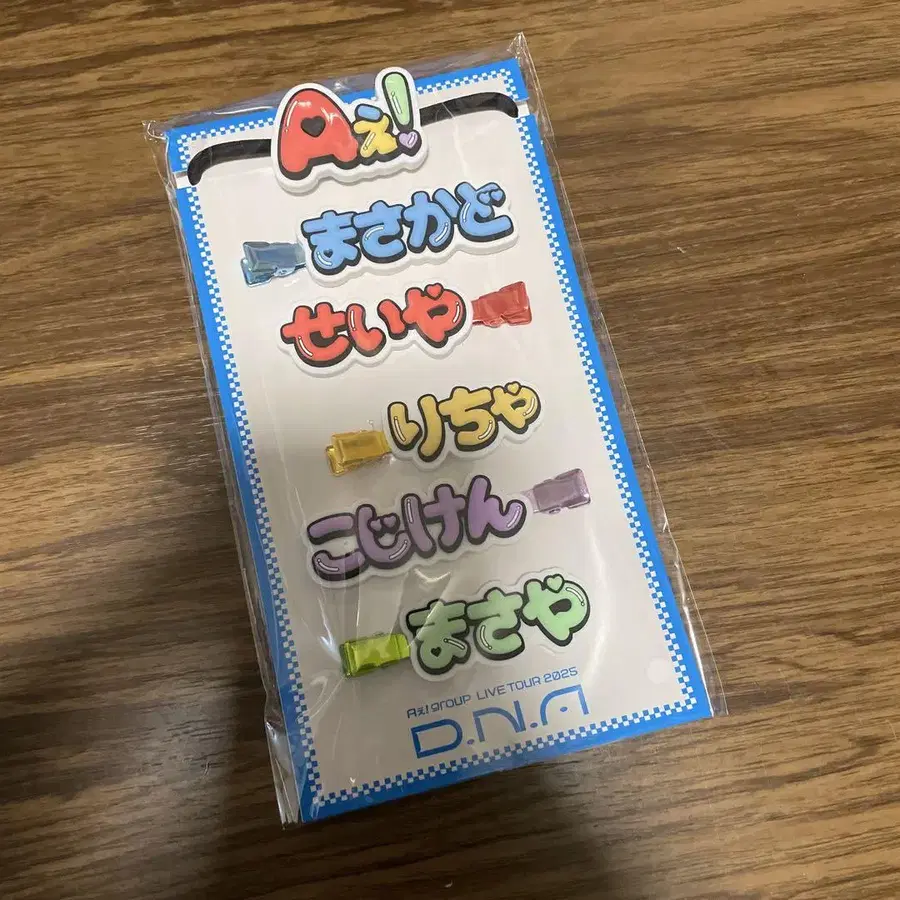 Aぇ!
まさかど
せいや
りちゃ
こじけん
まさや
Aぇ! group LIVE TOUR 2025
D.N.A